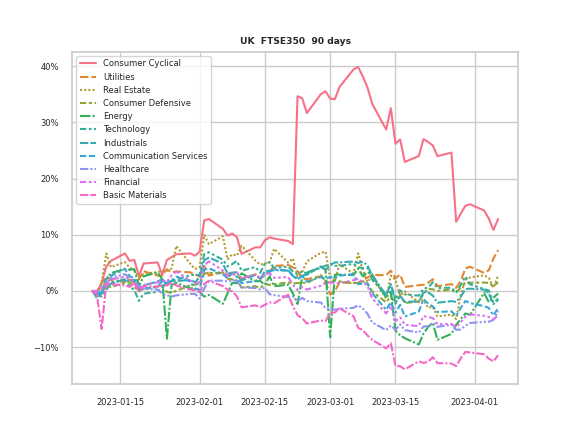 UK  FTSE350  90 days
40%
30%
20%
10%
0%
−10%
Consumer Cyclical
Utilities
Real Estate
Consumer Defensive
Energy
Technology
Industrials
Communication Services
Healthcare
Financial
Basic Materials
2023-01-15
2023-02-01
2023-02-15
2023-03-01
2023-03-15
2023-04-01